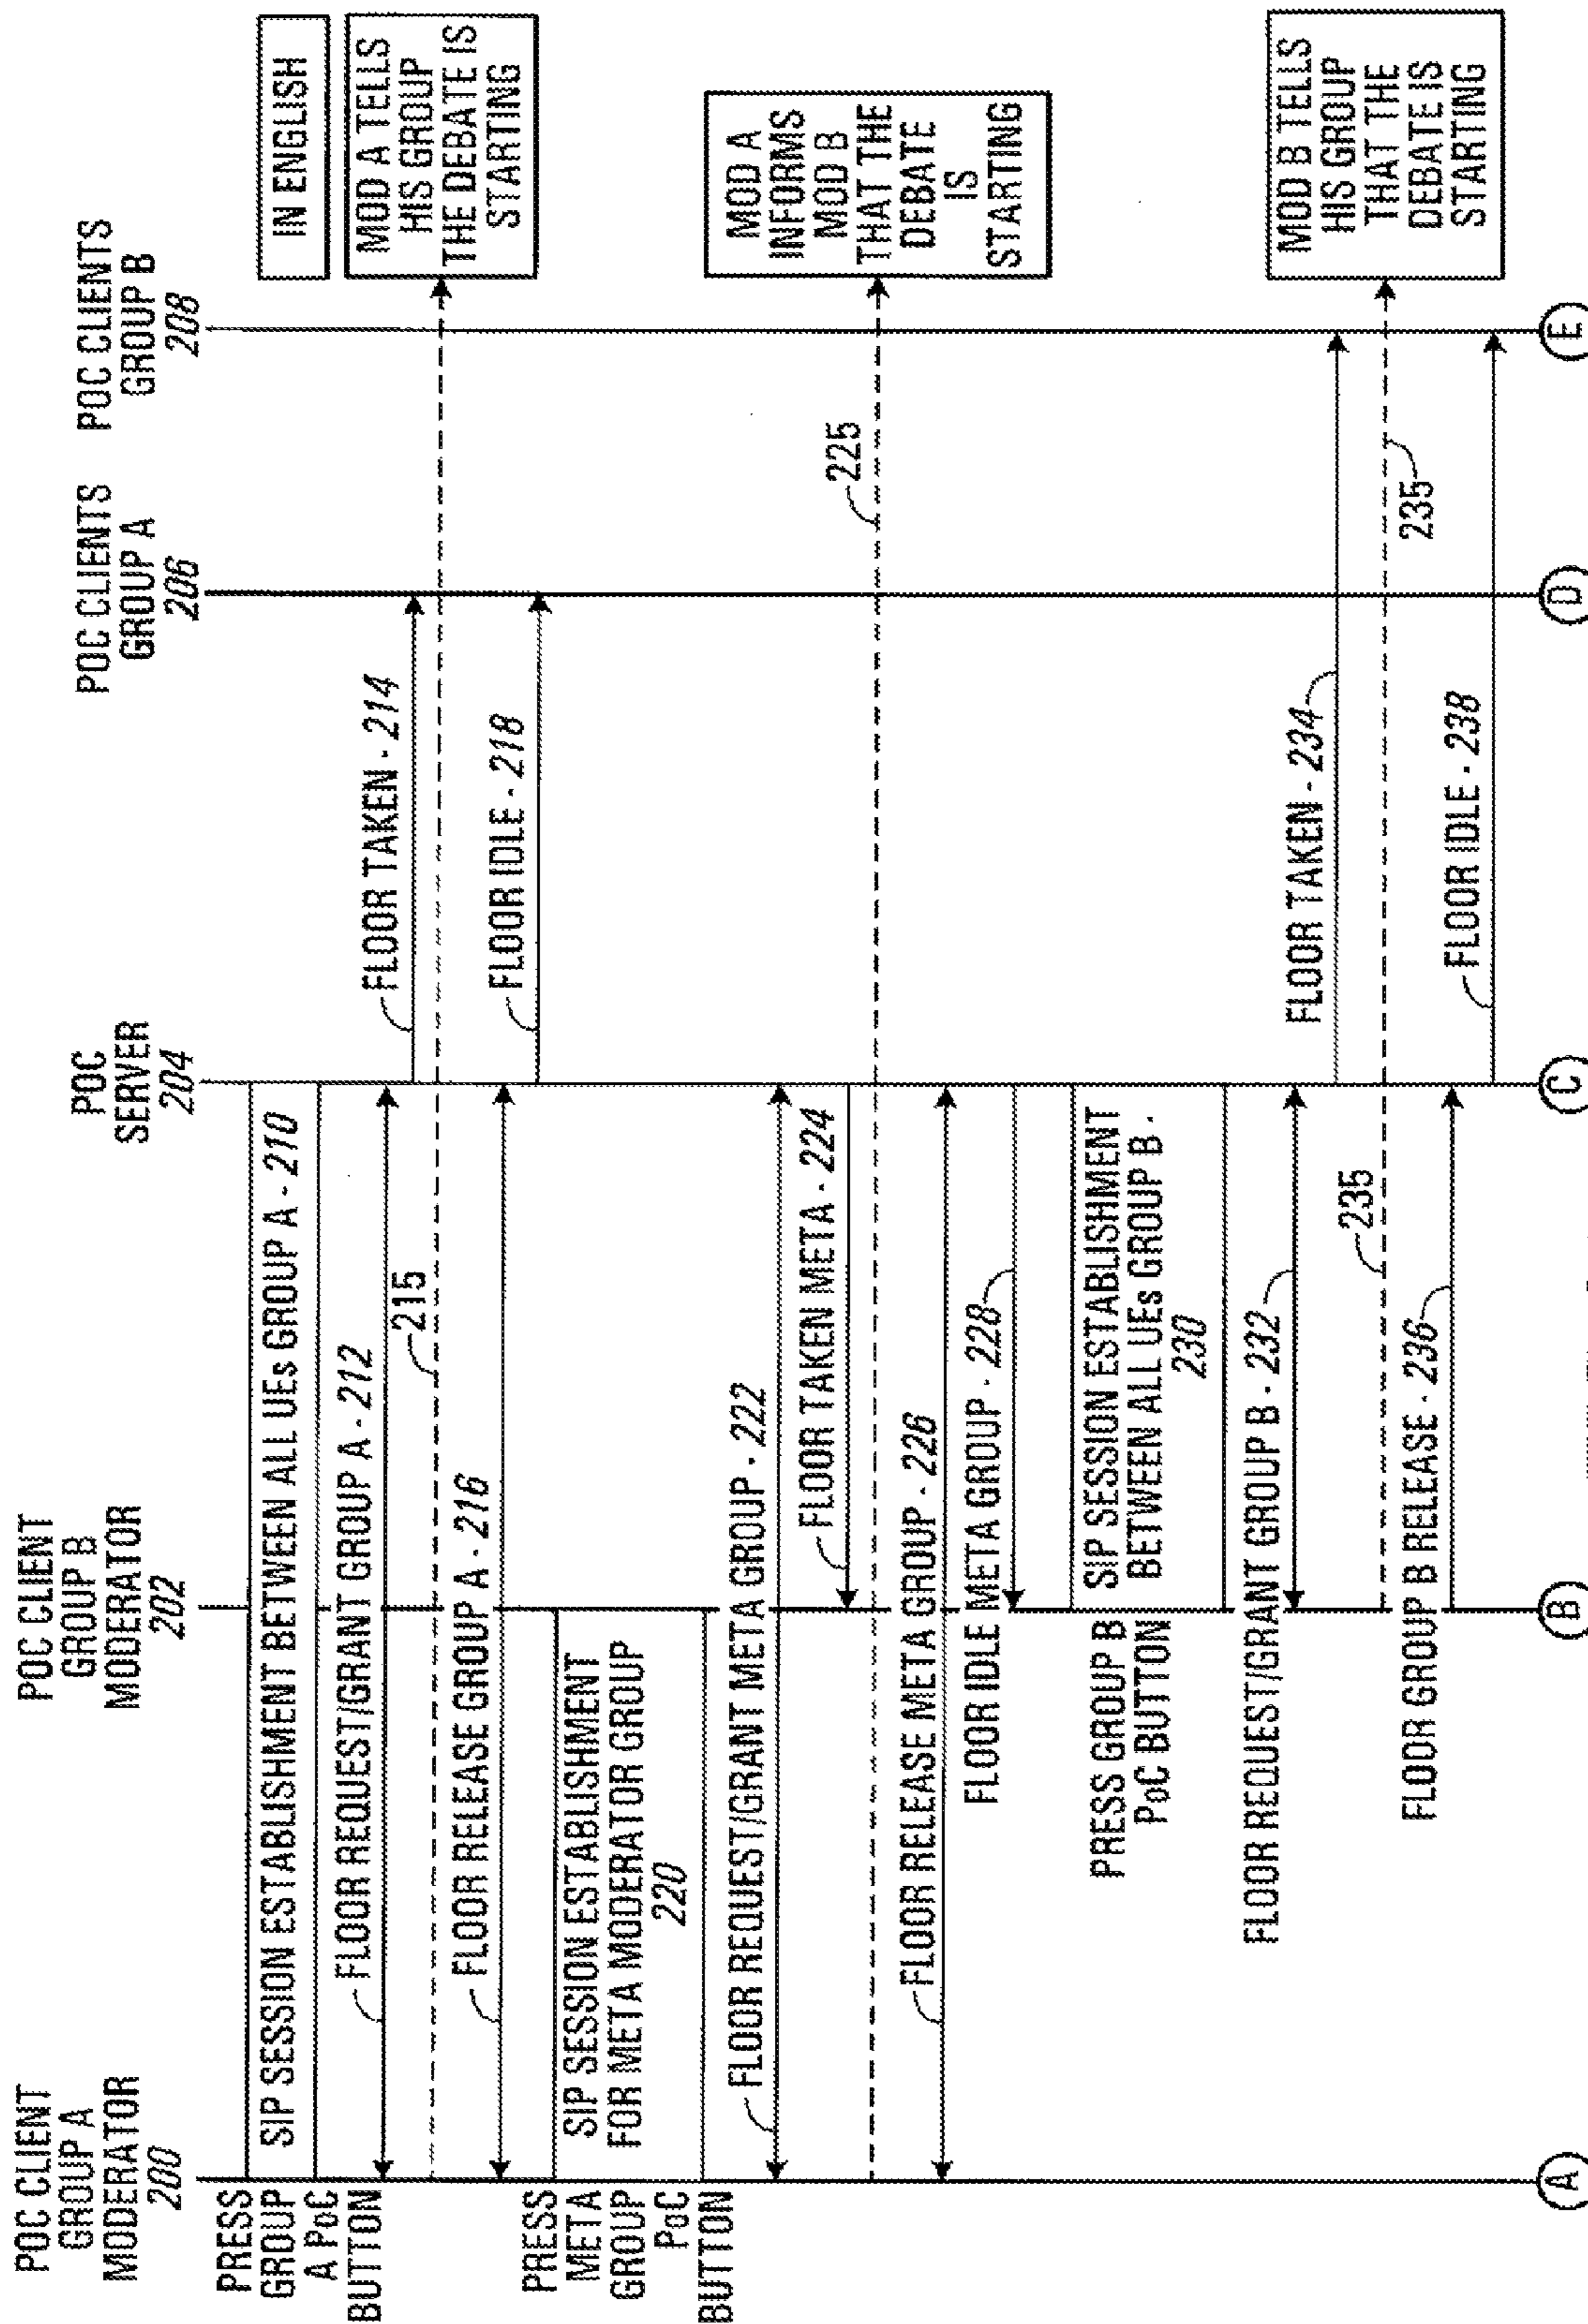 POC CLIENT
GROUP A
MODERATOR
200
POC CLIENT
GROUP B
MODERATOR
202
POC
SERVER
204
POC CLIENTS
GROUP A
206
POC CLIENTS
GROUP B
208
PRESS
GROUP
A PoC
BUTTON
SIP SESSION ESTABLISHMENT BETWEEN ALL UEs GROUP A - 210
IN ENGLISH
FLOOR REQUEST/GRANT GROUP A - 212
FLOOR TAKEN - 214
215
MOD A TELLS
HIS GROUP
THE DEBATE IS
STARTING
FLOOR RELEASE GROUP A - 216
FLOOR IDLE - 218
PRESS
META
GROUP
PoC
BUTTON
SIP SESSION ESTABLISHMENT
FOR META MODERATOR GROUP
220
FLOOR REQUEST/GRANT META GROUP - 222
FLOOR TAKEN META - 224
225
MOD A
INFORMS
MOD B
THAT THE
DEBATE
IS
STARTING
FLOOR RELEASE META GROUP - 226
FLOOR IDLE META GROUP - 228
PRESS GROUP B
PoC BUTTON
SIP SESSION ESTABLISHMENT
BETWEEN ALL UEs GROUP B -
230
FLOOR REQUEST/GRANT GROUP B - 232
FLOOR TAKEN - 234
235
235
MOD B TELLS
HIS GROUP
THAT THE
DEBATE IS
STARTING
FLOOR GROUP B RELEASE - 236
FLOOR IDLE - 238
A
B
C
D
E